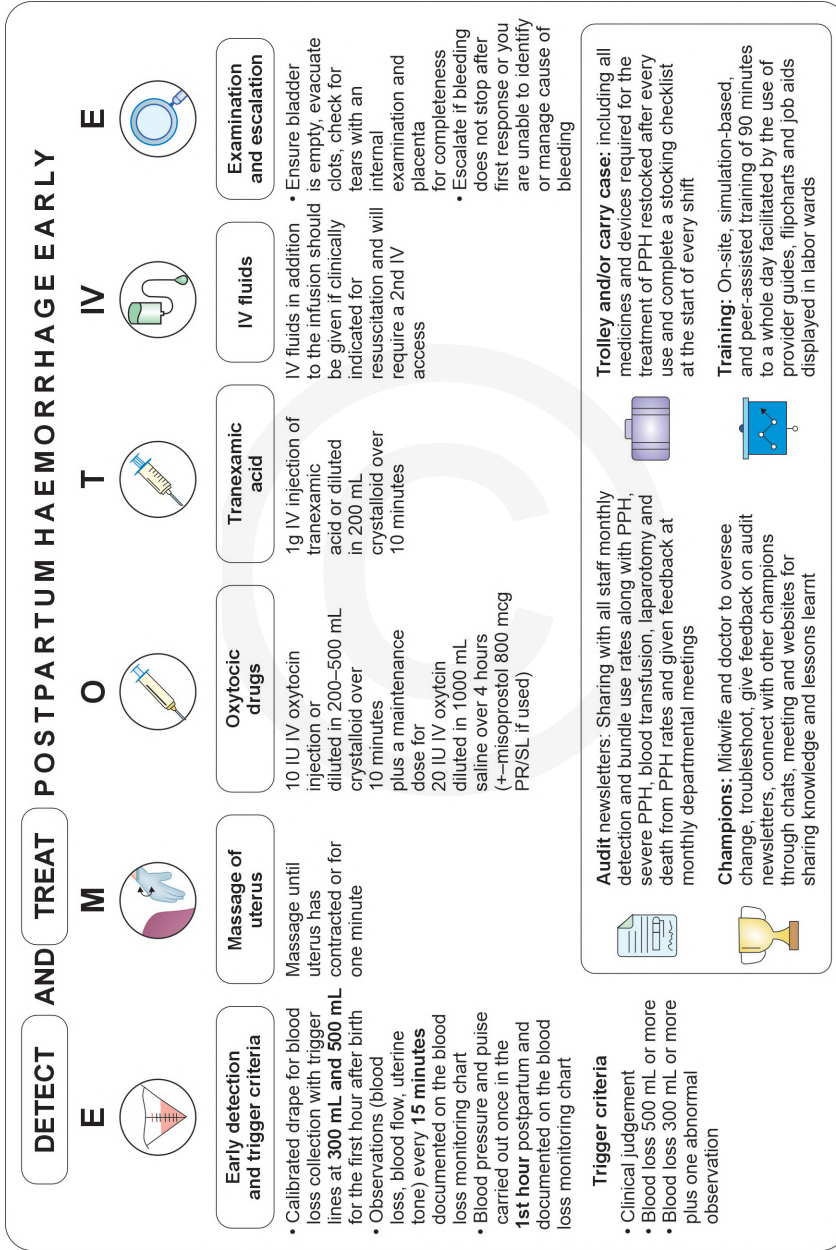 DETECT AND TREAT POSTPARTUM HAEMORRHAGE EARLY
E
Early detection
and trigger criteria
• Calibrated drape for blood
loss collection with trigger
lines at 300 mL and 500 mL
for the first hour after birth
• Observations (blood
loss, blood flow, uterine
tone) every 15 minutes
documented on the blood
loss monitoring chart
• Blood pressure and puise
carried out once in the
1st hour postpartum and
documented on the blood
loss monitoring chart
Trigger criteria
• Clinical judgement
• Blood loss 500 mL or more
• Blood loss 300 mL or more
plus one abnormal
observation
M
Massage of
uterus
Massage until
uterus has
contracted or for
one minute
O
Oxytocic
drugs
10 IU IV oxytocin
injection or
diluted in 200–500 mL
crystalloid over
10 minutes
plus a maintenance
dose for
20 IU IV oxytcin
diluted in 1000 mL
saline over 4 hours
(+–misoprostol 800 mcg
PR/SL if used)
T
Tranexamic
acid
1g IV injection of
tranexamic
acid or diluted
in 200 mL
crystalloid over
10 minutes
IV
IV fluids
IV fluids in addition
to the infusion should
be given if clinically
indicated for
resuscitation and will
require a 2nd IV
access
E
Examination
and escalation
• Ensure bladder
is empty, evacuate
clots, check for
tears with an
internal
examination and
placenta
for completeness
• Escalate if bleeding
does not stop after
first response or you
are unable to identify
or manage cause of
bleeding
Audit newsletters: Sharing with all staff monthly
detection and bundle use rates along with PPH,
severe PPH, blood transfusion, laparotomy and
death from PPH rates and given feedback at
monthly departmental meetings
Champions: Midwife and doctor to oversee
change, troubleshoot, give feedback on audit
newsletters, connect with other champions
through chats, meeting and websites for
sharing knowledge and lessons learnt
Trolley and/or carry case: including all
medicines and devices required for the
treatment of PPH restocked after every
use and complete a stocking checklist
at the start of every shift
Training: On-site, simulation-based,
and peer-assisted training of 90 minutes
to a whole day facilitated by the use of
provider guides, flipcharts and job aids
displayed in labor wards
©